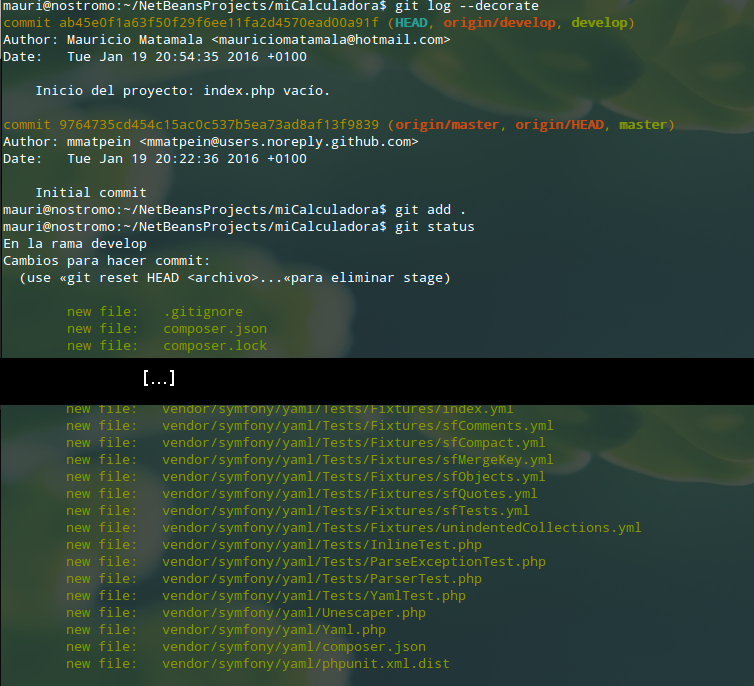 mauri@nostromo:~/NetBeansProjects/miCalculadora$ git log --decorate
commit ab45e0f1a63f50f29f6ee11fa2d4570ead00a91f (HEAD, origin/develop, develop)
Author: Mauricio Matamala <mauriciomatamala@hotmail.com>
Date:   Tue Jan 19 20:54:35 2016 +0100
    Inicio del proyecto: index.php vacío.
commit 9764735cd454c15ac0c537b5ea73ad8af13f9839 (origin/master, origin/HEAD, master)
Author: mmatpein <mmatpein@users.noreply.github.com>
Date:   Tue Jan 19 20:22:36 2016 +0100
    Initial commit
mauri@nostromo:~/NetBeansProjects/miCalculadora$ git add .
mauri@nostromo:~/NetBeansProjects/miCalculadora$ git status
En la rama develop
Cambios para hacer commit:
  (use «git reset HEAD <archivo>...«para eliminar stage)
        new file:   .gitignore
        new file:   composer.json
        new file:   composer.lock
[...]
        new file:   vendor/symfony/yaml/Tests/Fixtures/index.yml
        new file:   vendor/symfony/yaml/Tests/Fixtures/sfComments.yml
        new file:   vendor/symfony/yaml/Tests/Fixtures/sfCompact.yml
        new file:   vendor/symfony/yaml/Tests/Fixtures/sfMergeKey.yml
        new file:   vendor/symfony/yaml/Tests/Fixtures/sfObjects.yml
        new file:   vendor/symfony/yaml/Tests/Fixtures/sfQuotes.yml
        new file:   vendor/symfony/yaml/Tests/Fixtures/sfTests.yml
        new file:   vendor/symfony/yaml/Tests/Fixtures/unindentedCollections.yml
        new file:   vendor/symfony/yaml/Tests/InlineTest.php
        new file:   vendor/symfony/yaml/Tests/ParseExceptionTest.php
        new file:   vendor/symfony/yaml/Tests/ParserTest.php
        new file:   vendor/symfony/yaml/Tests/YamlTest.php
        new file:   vendor/symfony/yaml/Unescaper.php
        new file:   vendor/symfony/yaml/Yaml.php
        new file:   vendor/symfony/yaml/composer.json
        new file:   vendor/symfony/yaml/phpunit.xml.dist